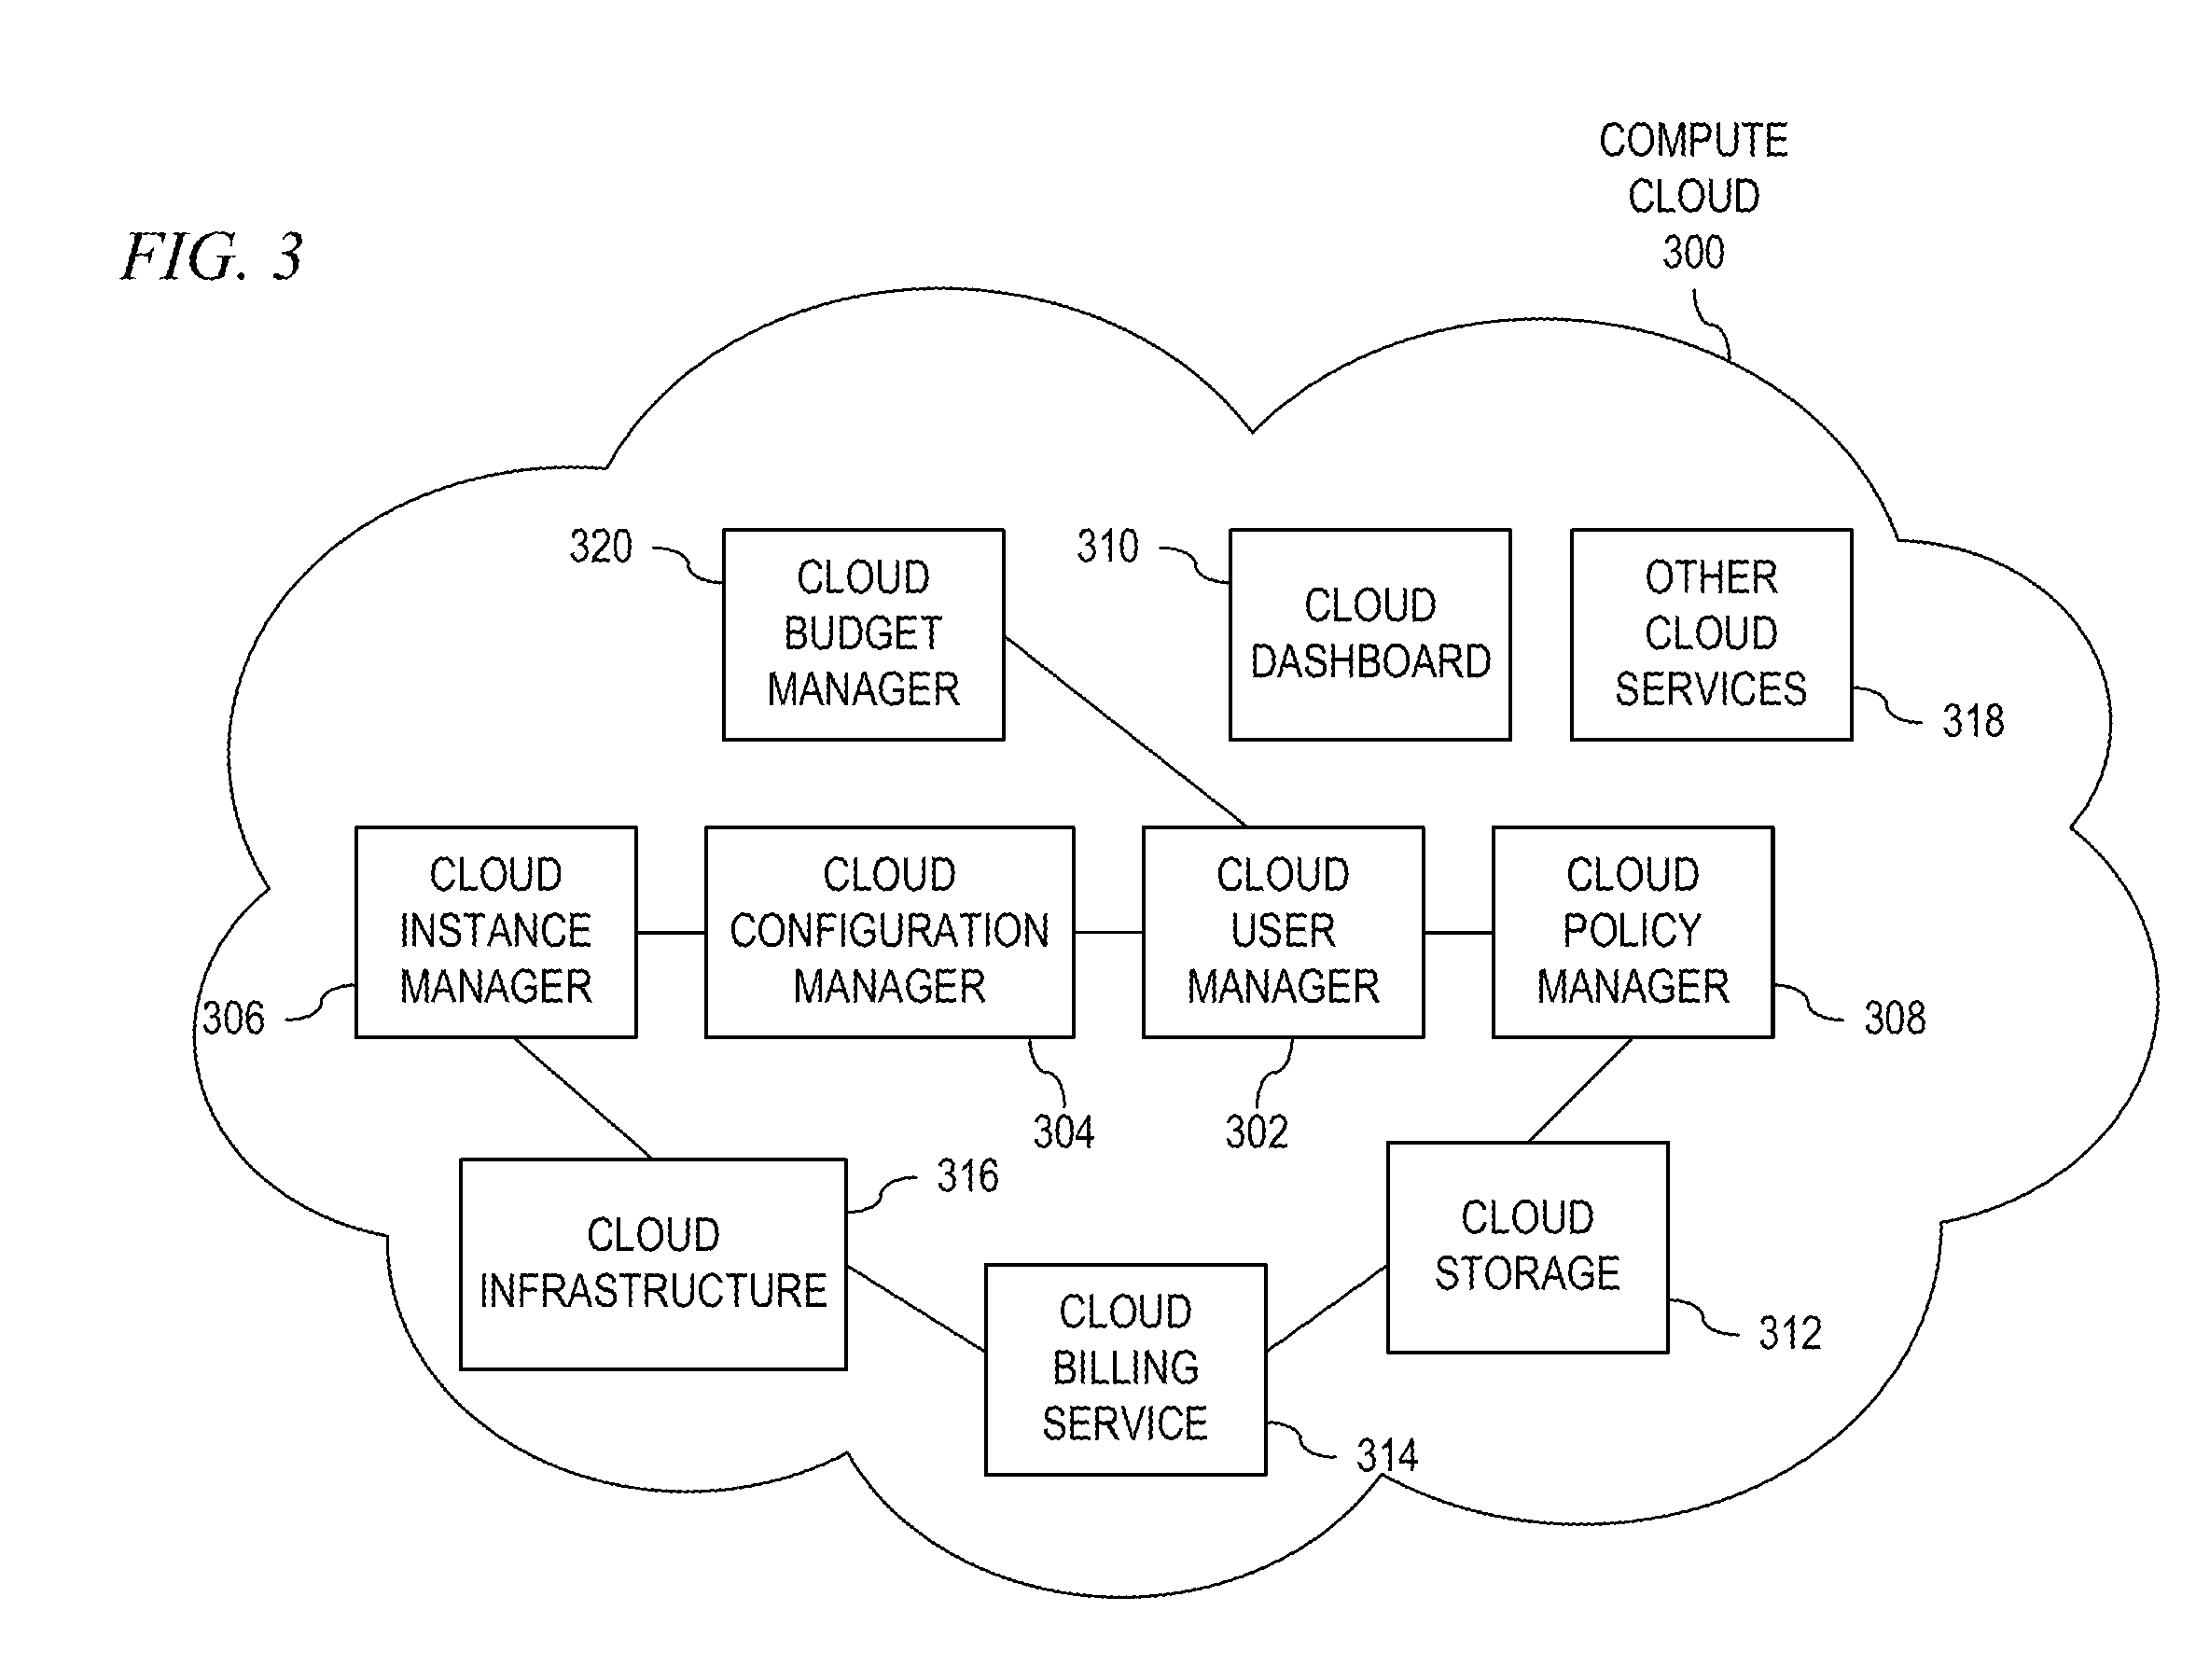 COMPUTE
CLOUD
300
FIG. 3
320
CLOUD
BUDGET
MANAGER
310
CLOUD
DASHBOARD
OTHER
CLOUD
SERVICES
318
CLOUD
INSTANCE
MANAGER
306
CLOUD
CONFIGURATION
MANAGER
304
CLOUD
USER
MANAGER
302
CLOUD
POLICY
MANAGER
308
CLOUD
INFRASTRUCTURE
316
CLOUD
BILLING
SERVICE
314
CLOUD
STORAGE
312